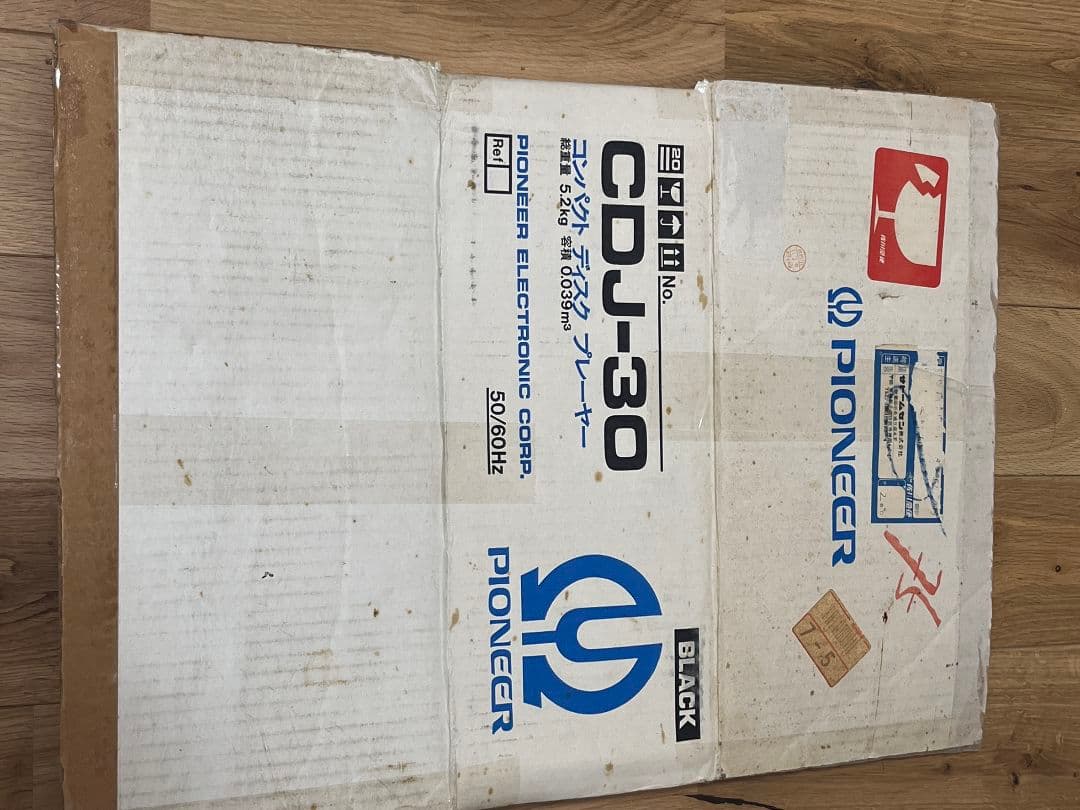 20 No.
CDJ-30
コンパクト ディスク プレーヤー
総重量 5.2kg 容積 0.039m³
PIONEER ELECTRONIC CORP.
Ref
50/60Hz
BLACK
PIONEER
PIONEER
7-5